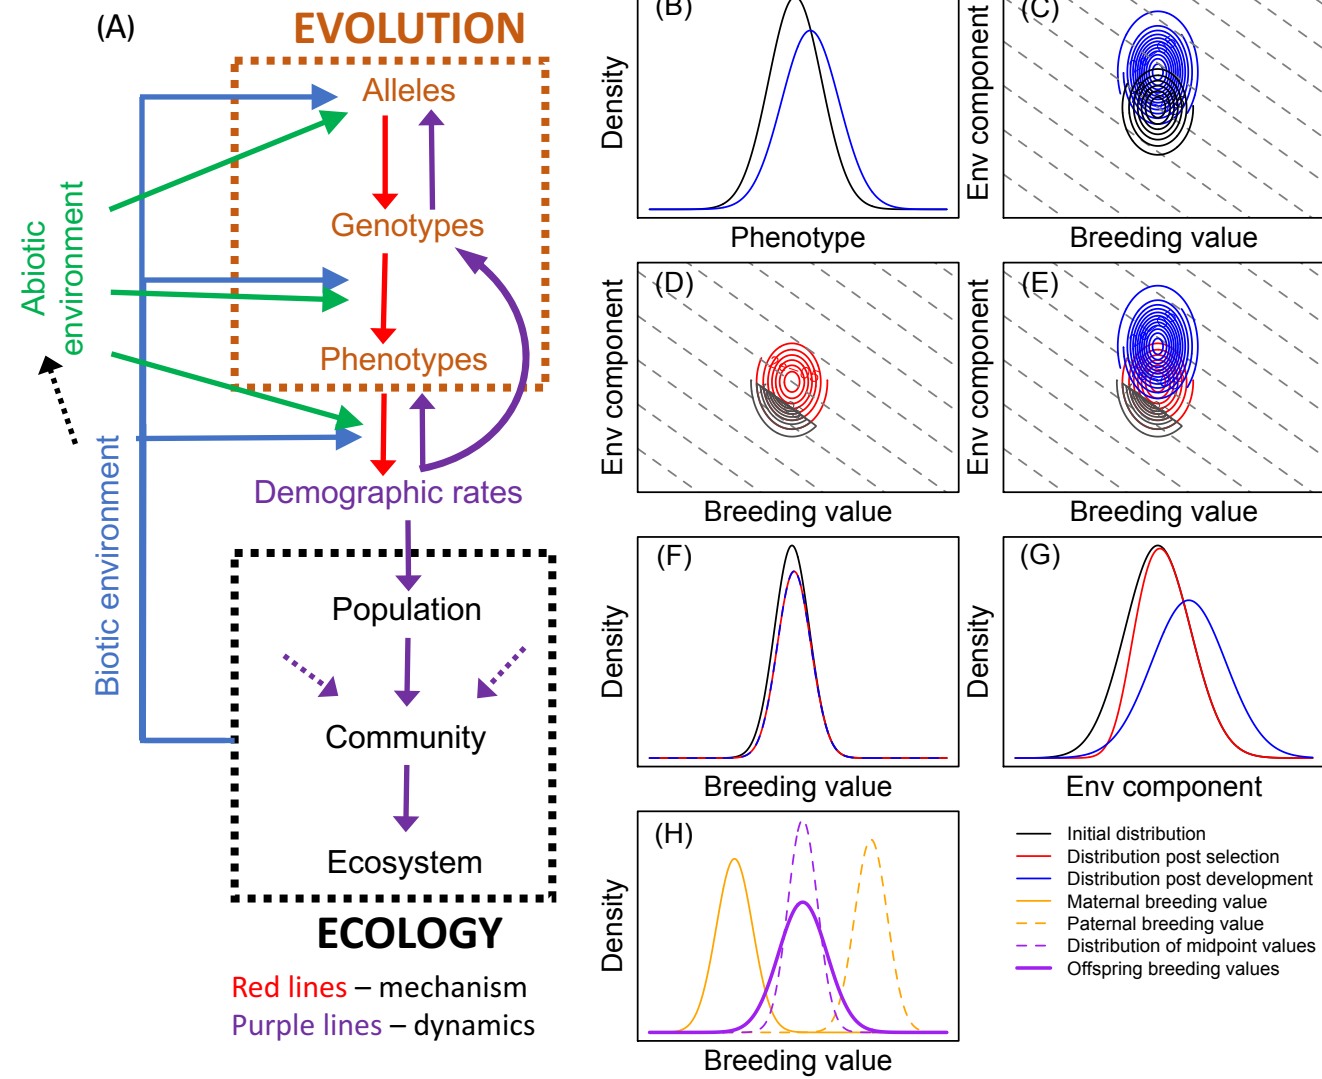 (A)
EVOLUTION
Alleles
Genotypes
Phenotypes
Abiotic
environment
Biotic environment
Demographic rates
Population
Community
Ecosystem
ECOLOGY
Red lines – mechanism
Purple lines – dynamics
(B)
Density
Phenotype
(C)
Env component
Breeding value
(D)
Env component
Breeding value
(E)
Env component
Breeding value
(F)
Density
Breeding value
(G)
Density
Env component
(H)
Density
Breeding value
Initial distribution
Distribution post selection
Distribution post development
Maternal breeding value
Paternal breeding value
Distribution of midpoint values
Offspring breeding values